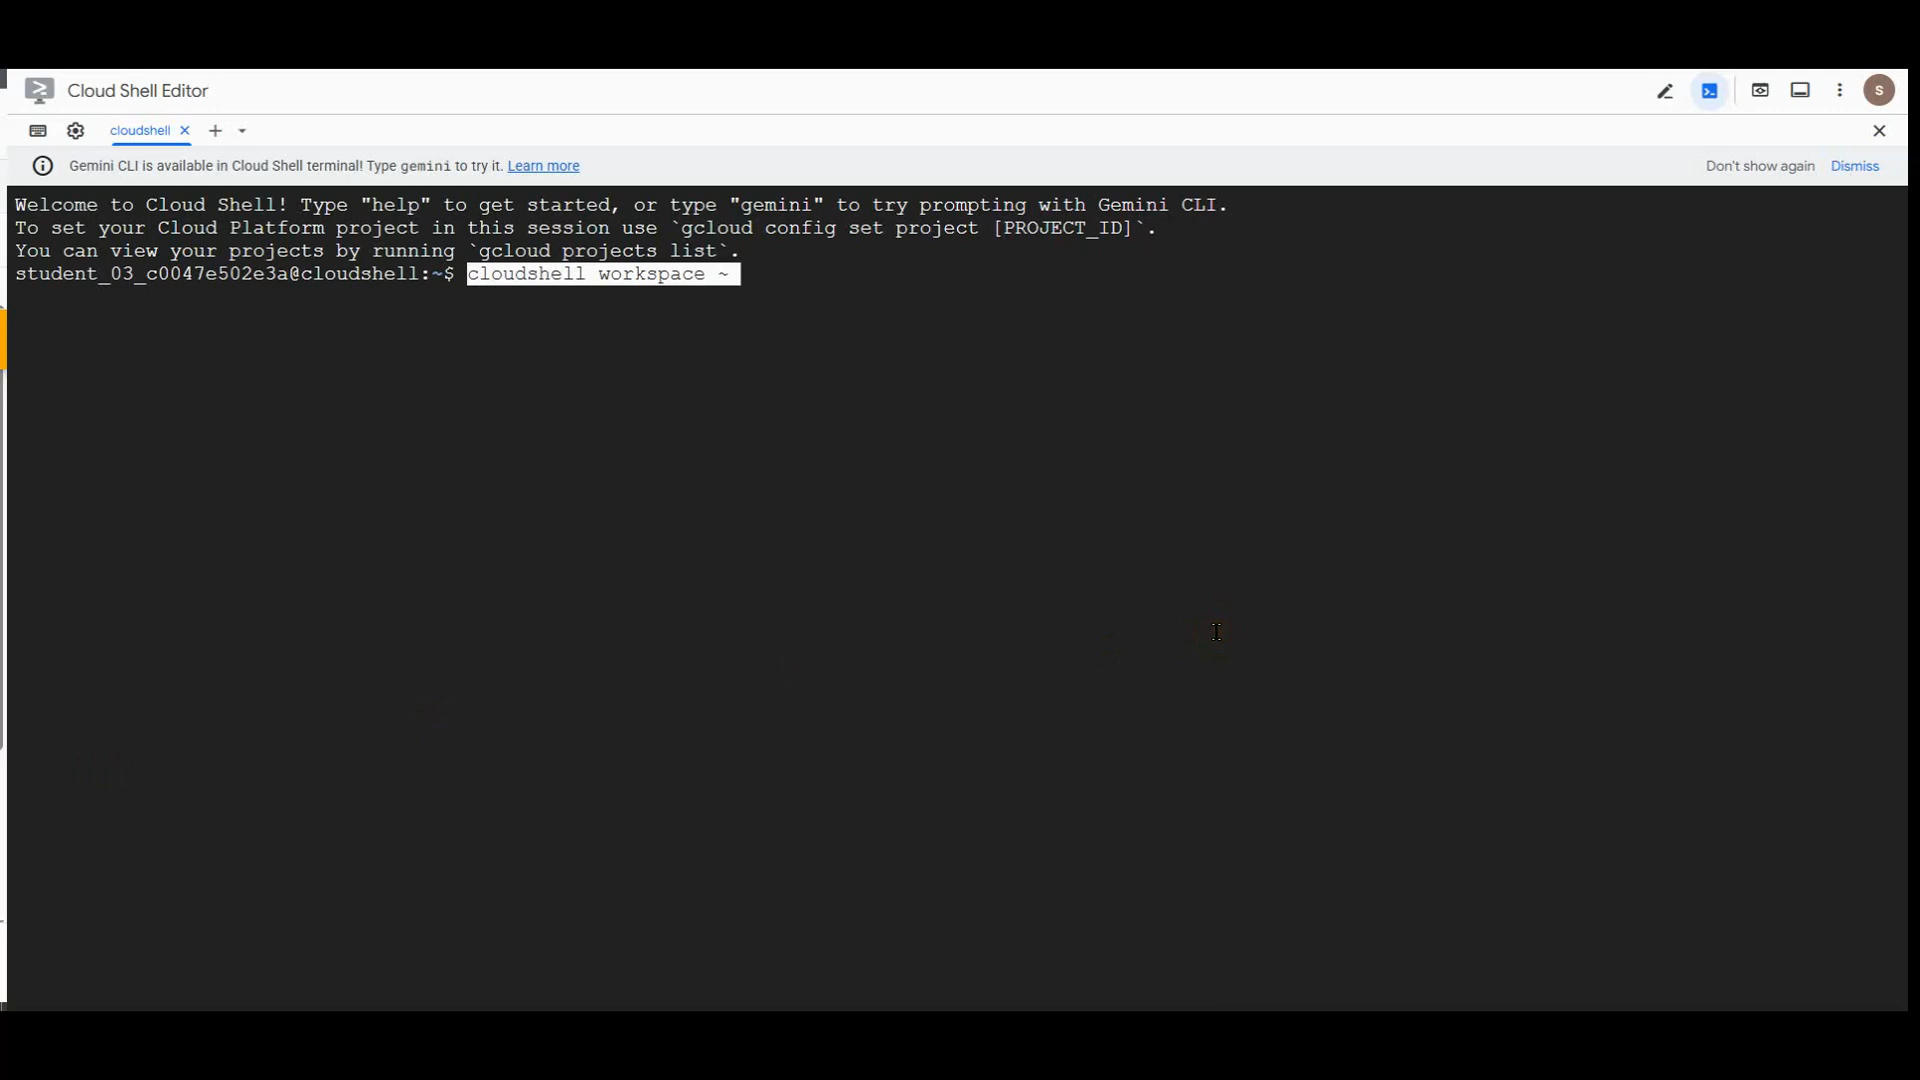 Cloud Shell Editor
S
cloudshell
Gemini CLI is available in Cloud Shell terminal! Type gemini to try it. Learn more
Don't show again
Dismiss
Welcome to Cloud Shell! Type "help" to get started, or type "gemini" to try prompting with Gemini CLI.
To set your Cloud Platform project in this session use `gcloud config set project [PROJECT_ID]`.
You can view your projects by running `gcloud projects list`.
student_03_c0047e502e3a@cloudshell:~$ cloudshell workspace ~